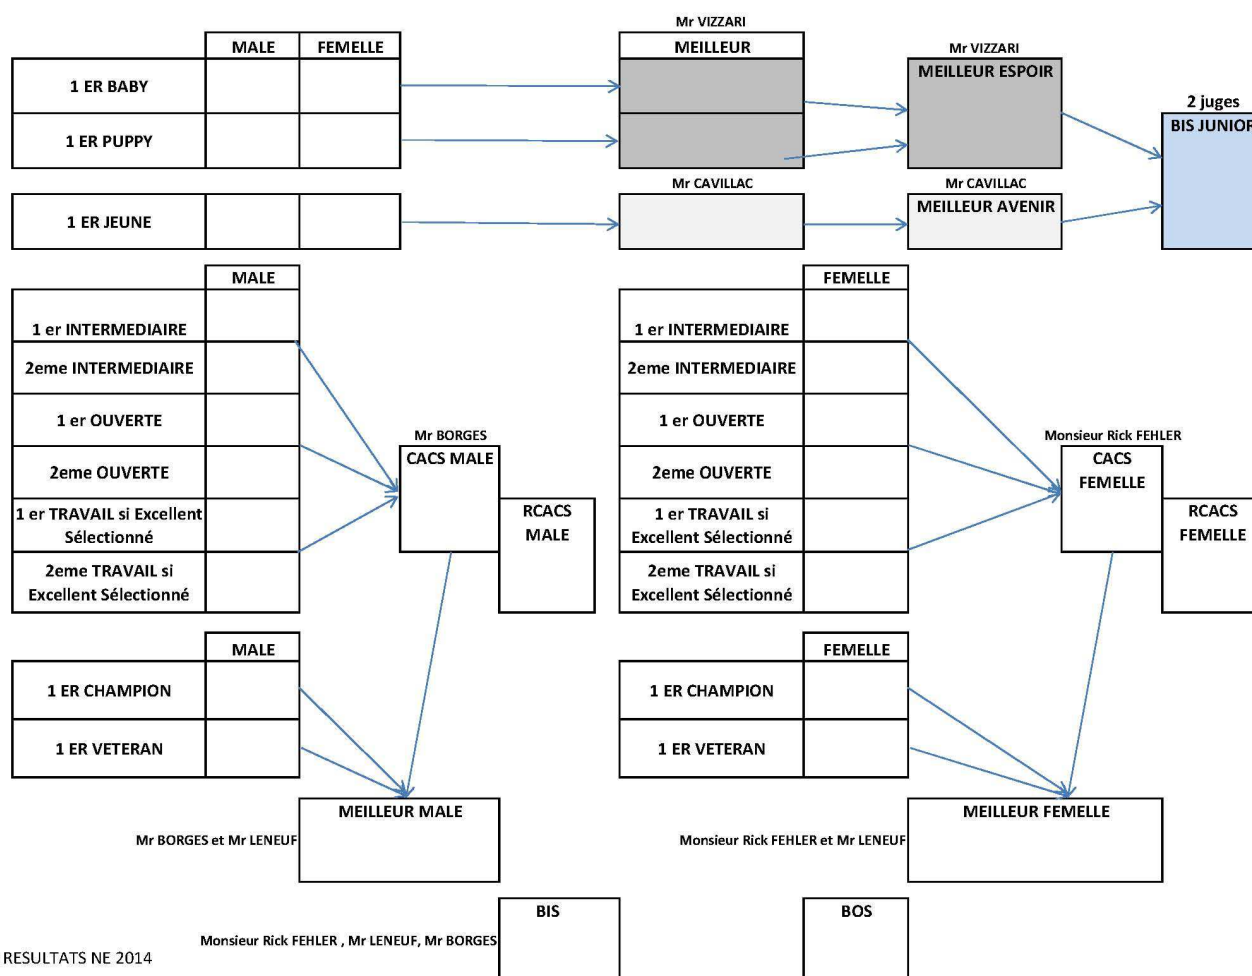 Mr VIZZARI
MALE FEMELLE MEILLEUR
Mr VIZZARI
1 ER BABY
MEILLEUR ESPOIR
2 juges
BIS JUNIOR
1 ER PUPPY
Mr CAVILLAC
Mr CAVILLAC
1 ER JEUNE
MEILLEUR AVENIR
MALE
1 er INTERMEDIAIRE
2eme INTERMEDIAIRE
1 er OUVERTE
2eme OUVERTE
1 er TRAVAIL si Excellent
Sélectionné
2eme TRAVAIL si
Excellent Sélectionné
Mr BORGES
CACS MALE
RCACS
MALE
FEMELLE
1 er INTERMEDIAIRE
2eme INTERMEDIAIRE
1 er OUVERTE
2eme OUVERTE
1 er TRAVAIL si
Excellent Sélectionné
2eme TRAVAIL si
Excellent Sélectionné
Monsieur Rick FEHLER
CACS
FEMELLE
RCACS
FEMELLE
MALE
1 ER CHAMPION
1 ER VETERAN
MEILLEUR MALE
Mr BORGES et Mr LENEUF
FEMELLE
1 ER CHAMPION
1 ER VETERAN
MEILLEUR FEMELLE
Monsieur Rick FEHLER et Mr LENEUF
BIS
BOS
Monsieur Rick FEHLER , Mr LENEUF, Mr BORGES
RESULTATS NE 2014